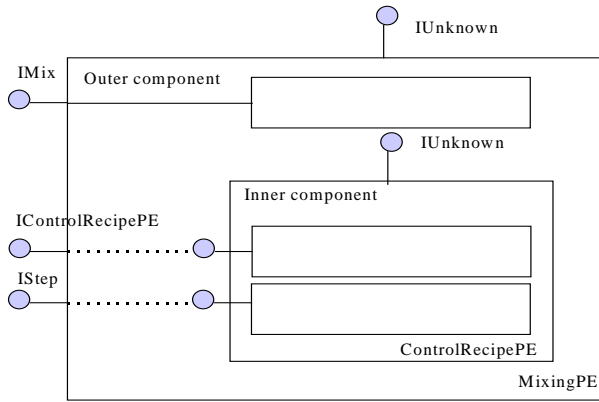 IUnknown
IMix
Outer component
IUnknown
Inner component
IControlRecipePE
IStep
ControlRecipePE
MixingPE